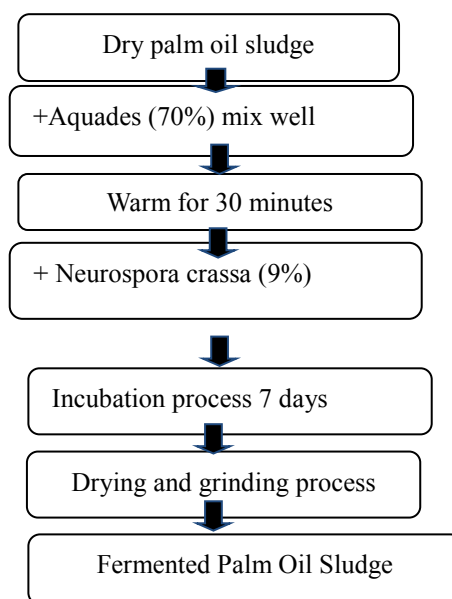 Dry palm oil sludge
+Aquades (70%) mix well
Warm for 30 minutes
+ Neurospora crassa (9%)
Incubation process 7 days
Drying and grinding process
Fermented Palm Oil Sludge